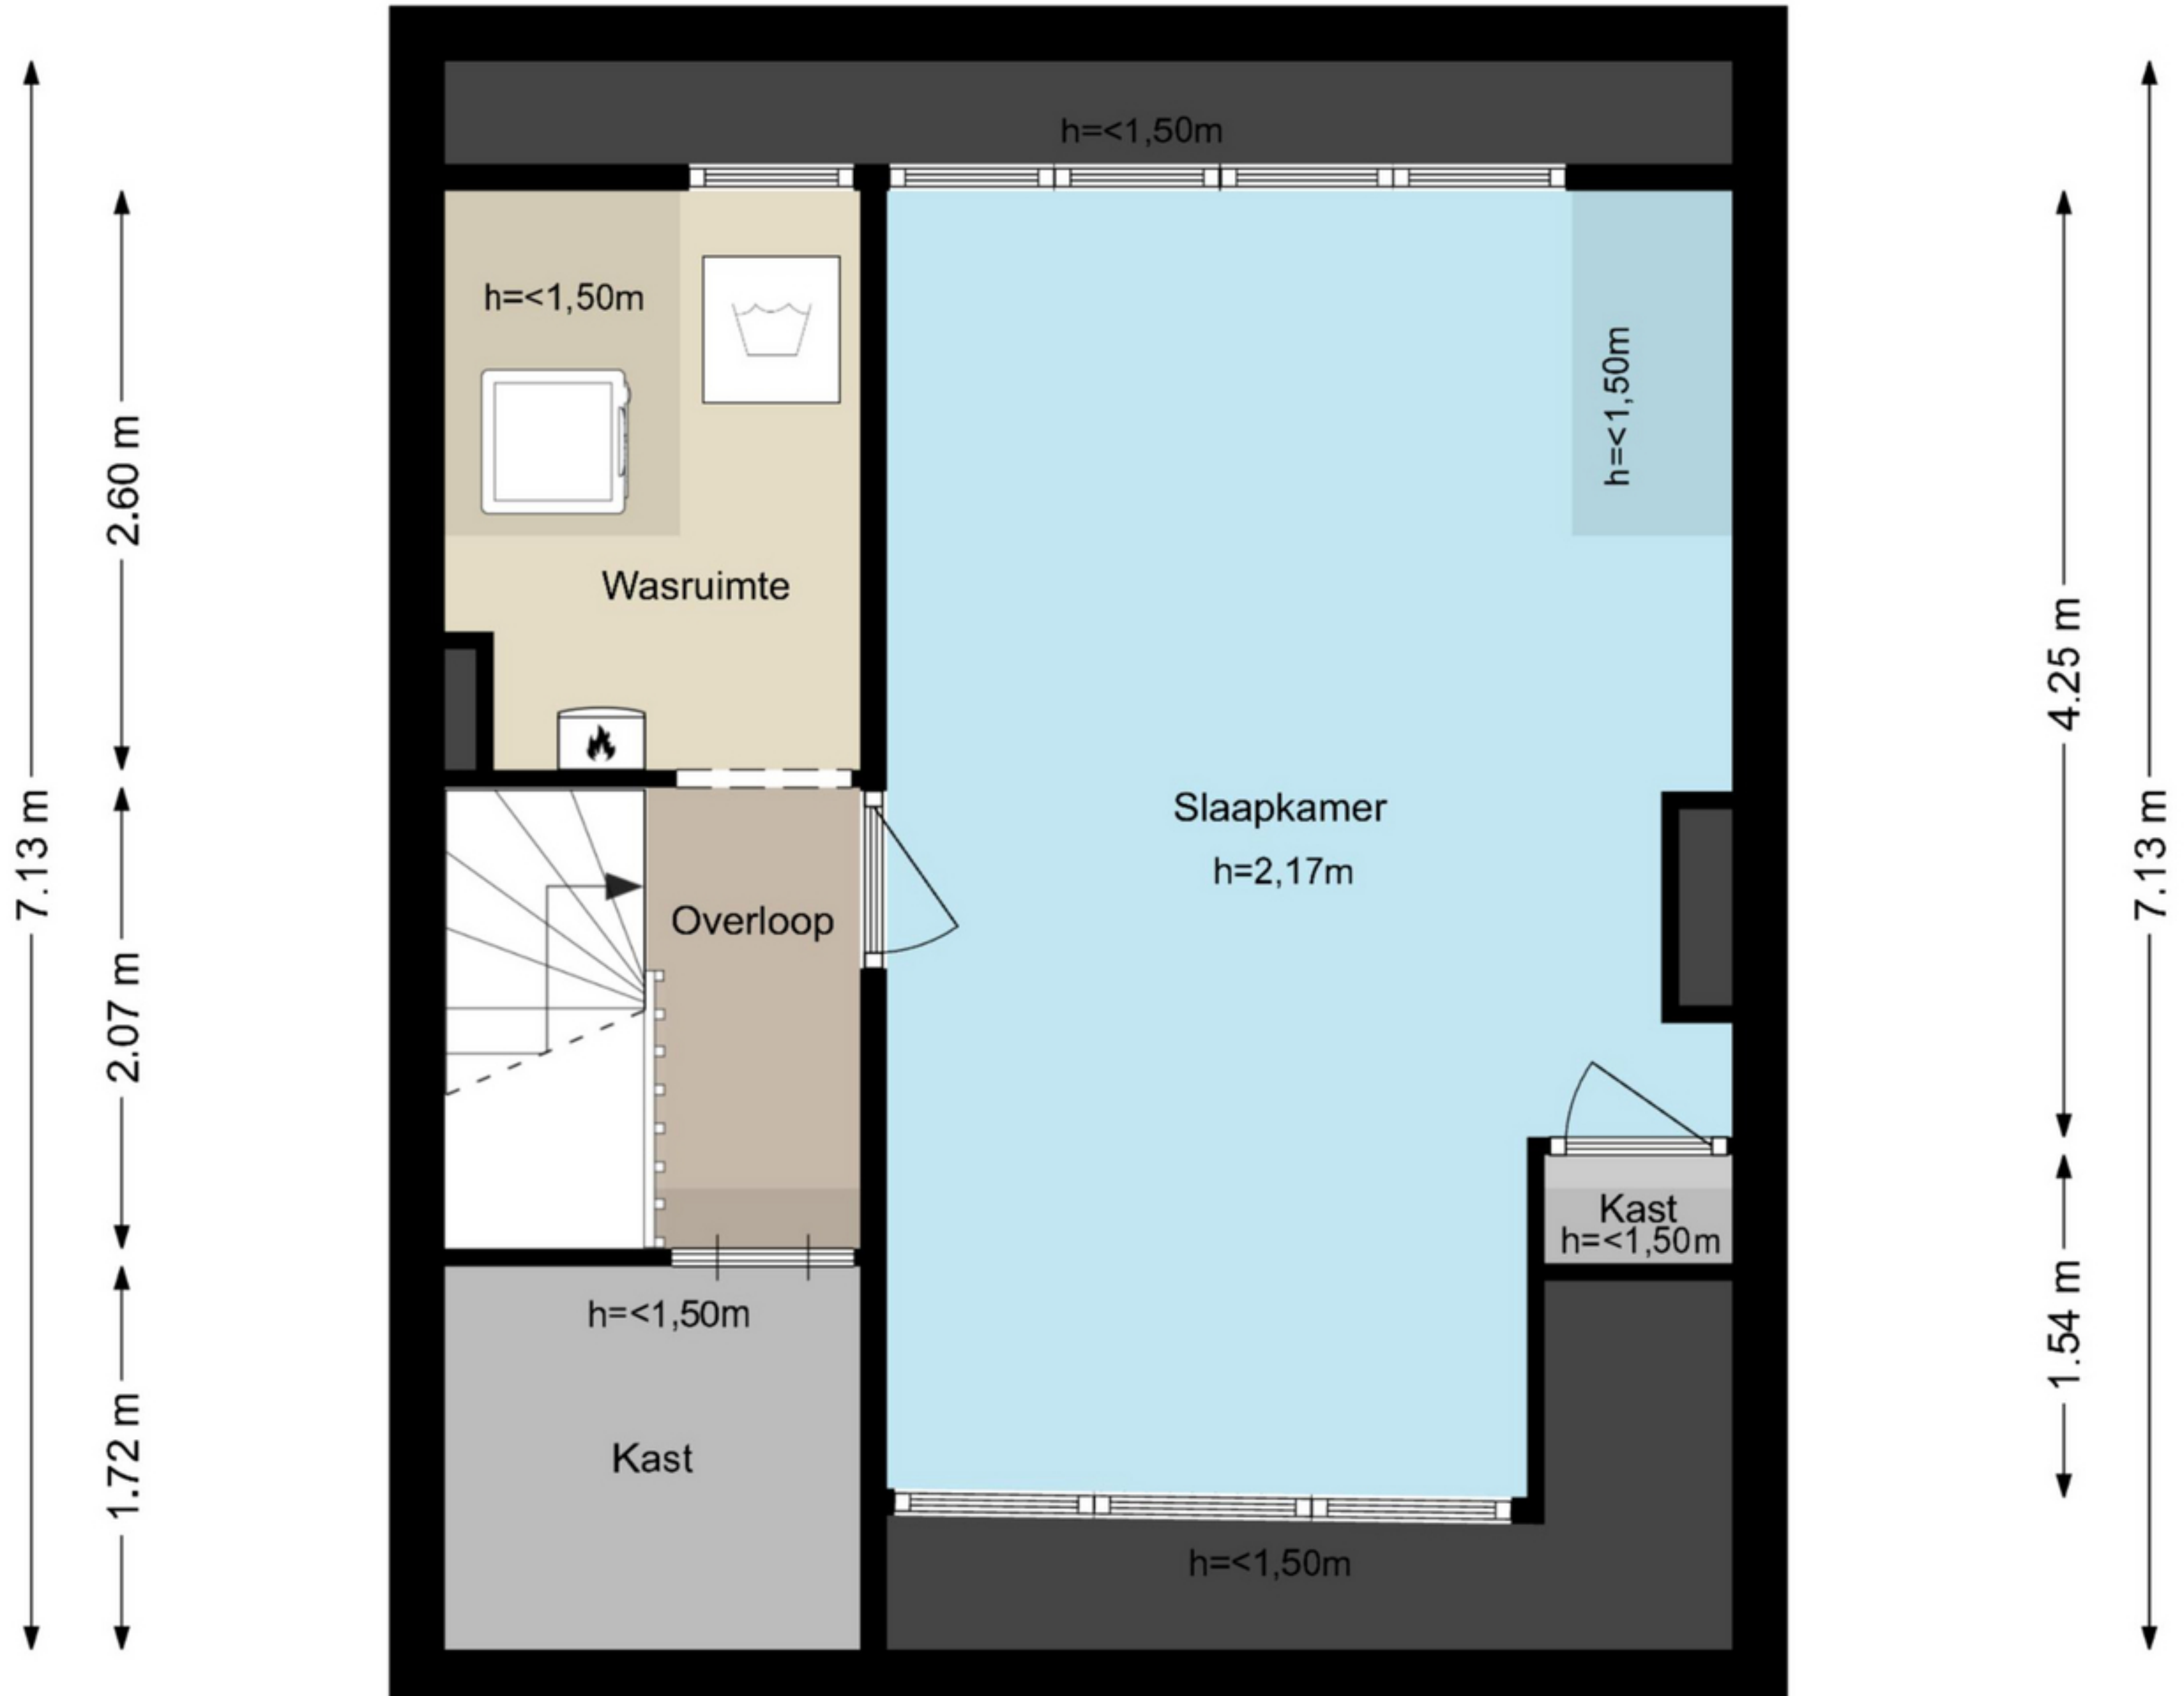 h=<1,50m
h=<1,50m
h=<1,50m
2.60 m
Wasruimte
4.25 m
Slaapkamer
h=2,17m
7.13 m
7.13 m
Overloop
2.07 m
Kast
h=<1,50m
h=<1,50m
1.54 m
1.72 m
Kast
h=<1,50m